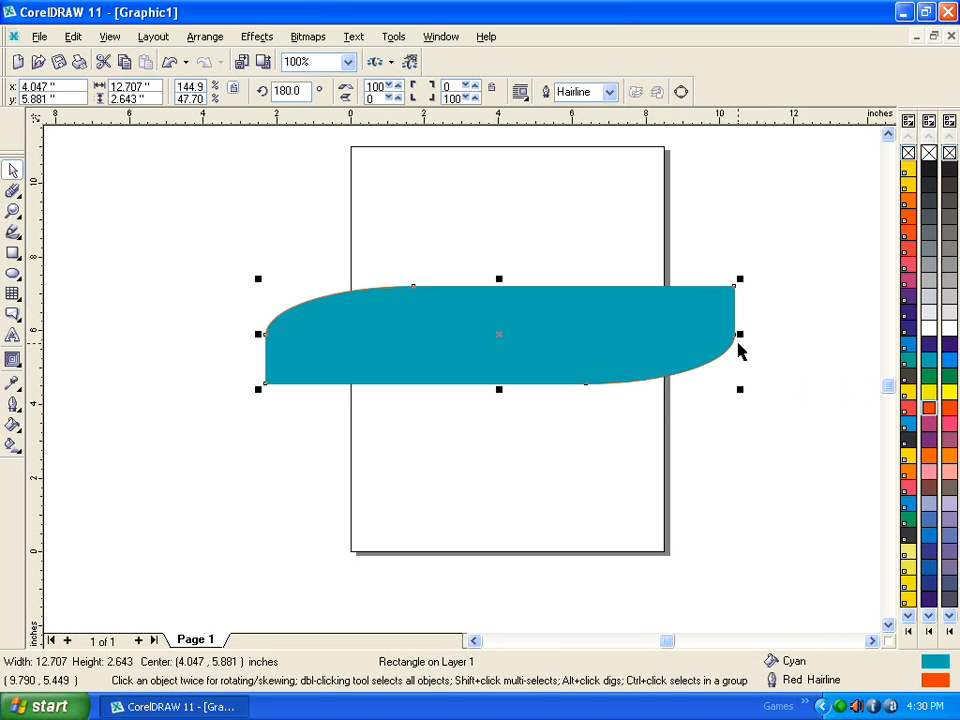 CorelDRAW 11 - [Graphic1]
File Edit View Layout Arrange Effects Bitmaps Text Tools Window Help
100%
x: 4.047 " 12.707 " 144.9 % 180.0 ° 100 0 Hairline
y: 5.881 " 2.643 " 47.70 % 0 100
8 6 4 2 0 2 4 6 8 10 12 inches
10
8
6
4
2
0
inches
1 of 1 Page 1
Width: 12.707 Height: 2.643 Center: (4.047 , 5.881 ) inches Rectangle on Layer 1 Cyan
( 9.790 , 5.449 ) Click an object twice for rotating/skewing; dbl-clicking tool selects all objects; Shift+click multi-selects; Alt+click digs; Ctrl+click selects in a group Red Hairline
start CorelDRAW 11 - [Gra... Games » 4:30 PM